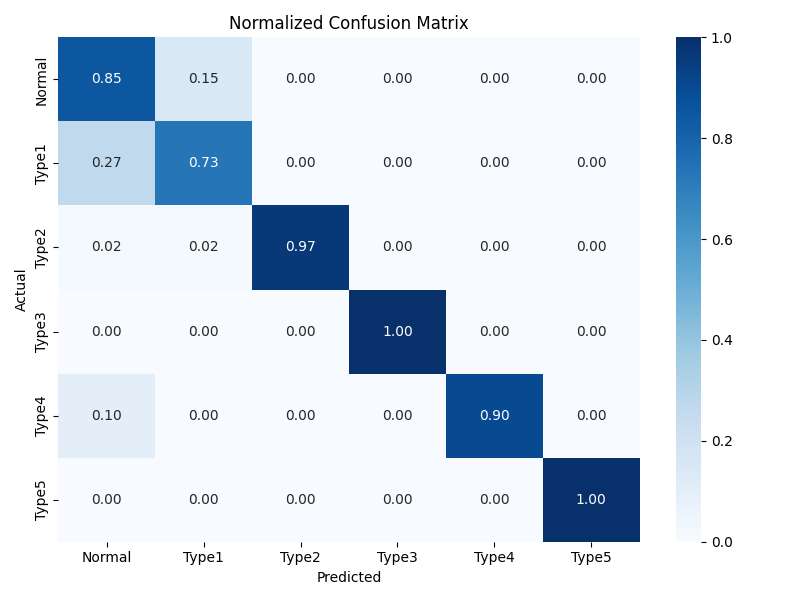 Normalized Confusion Matrix
Normal 0.85 0.15 0.00 0.00 0.00 0.00
Type1 0.27 0.73 0.00 0.00 0.00 0.00
Type2 0.02 0.02 0.97 0.00 0.00 0.00
Type3 0.00 0.00 0.00 1.00 0.00 0.00
Type4 0.10 0.00 0.00 0.00 0.90 0.00
Type5 0.00 0.00 0.00 0.00 0.00 1.00
Normal Type1 Type2 Type3 Type4 Type5
Predicted
Actual
1.0
0.8
0.6
0.4
0.2
0.0